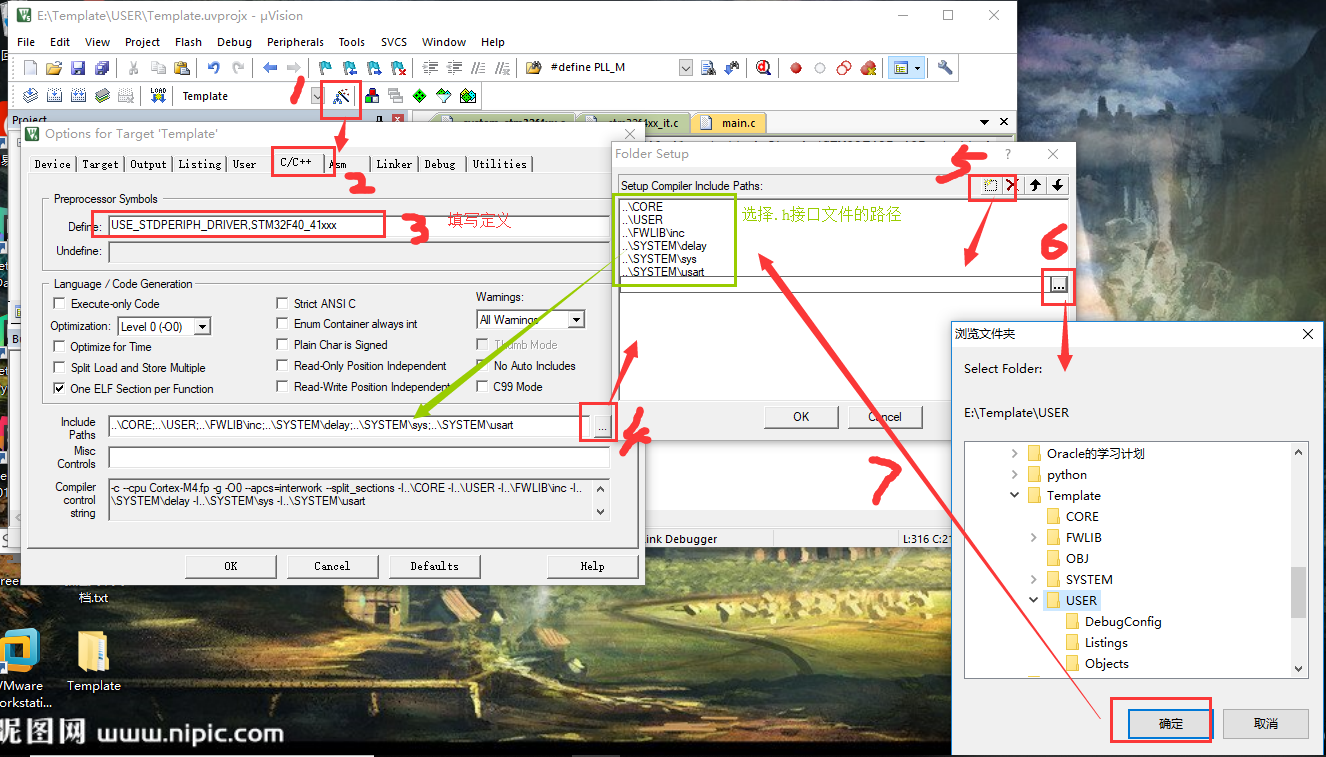 E:\Template\USER\Template.uvprojx - µVision
File Edit View Project Flash Debug Peripherals Tools SVCS Window Help
#define PLL_M
Template
1
Project
main.c
Options for Target 'Template'
Device Target Output Listing User C/C++ Asm Linker Debug Utilities
2
Preprocessor Symbols
Define: USE_STDPERIPH_DRIVER,STM32F40_41xxx
3 填写定义
Undefine:
Language / Code Generation
Execute-only Code
Optimization: Level 0 (-O0)
Optimize for Time
Split Load and Store Multiple
One ELF Section per Function
Strict ANSI C
Enum Container always int
Plain Char is Signed
Read-Only Position Independent
Read-Write Position Independent
Warnings:
All Warnings
Thumb Mode
No Auto Includes
C99 Mode
Include Paths
..\CORE;..\USER;..\FWLIB\inc;..\SYSTEM\delay;..\SYSTEM\sys;..\SYSTEM\usart
...
4
Misc Controls
Compiler control string
-c --cpu Cortex-M4.fp -g -O0 --apcs=interwork --split_sections -I..\CORE -I..\USER -I..\FWLIB\inc -I..
\SYSTEM\delay -I..\SYSTEM\sys -I..\SYSTEM\usart
OK Cancel Defaults Help
Folder Setup
5
Setup Compiler Include Paths:
..\CORE
..\USER
..\FWLIB\inc
..\SYSTEM\delay
..\SYSTEM\sys
..\SYSTEM\usart
选择.h接口文件的路径
6
...
OK Cancel
7
浏览文件夹
Select Folder:
E:\Template\USER
Oracle的学习计划
python
Template
CORE
FWLIB
OBJ
SYSTEM
USER
DebugConfig
Listings
Objects
确定 取消
ink Debugger
L:316 C:2
档.txt
VMware
orkstati...
Template
昵图网 www.nipic.com